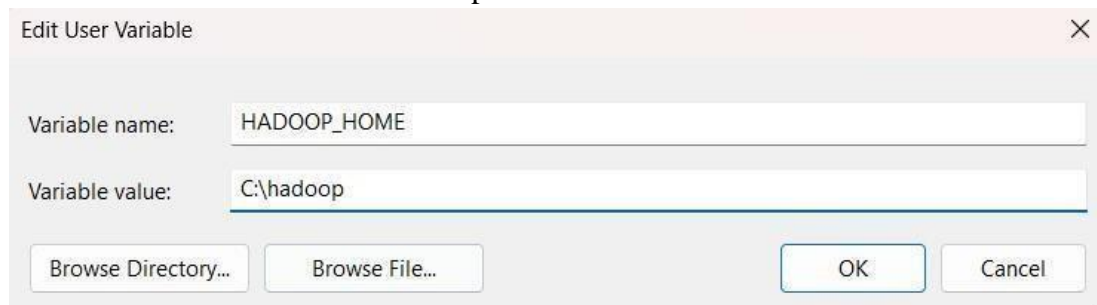 Edit User Variable
Variable name: HADOOP_HOME
Variable value: C:\hadoop
Browse Directory... Browse File... OK Cancel